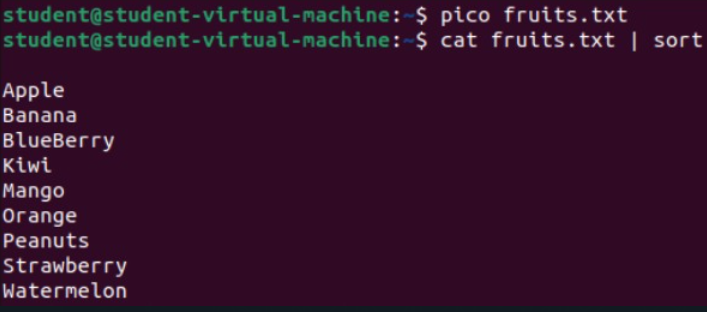 student@student-virtual-machine:~$ pico fruits.txt
student@student-virtual-machine:~$ cat fruits.txt | sort
Apple
Banana
BlueBerry
Kiwi
Mango
Orange
Peanuts
Strawberry
Watermelon